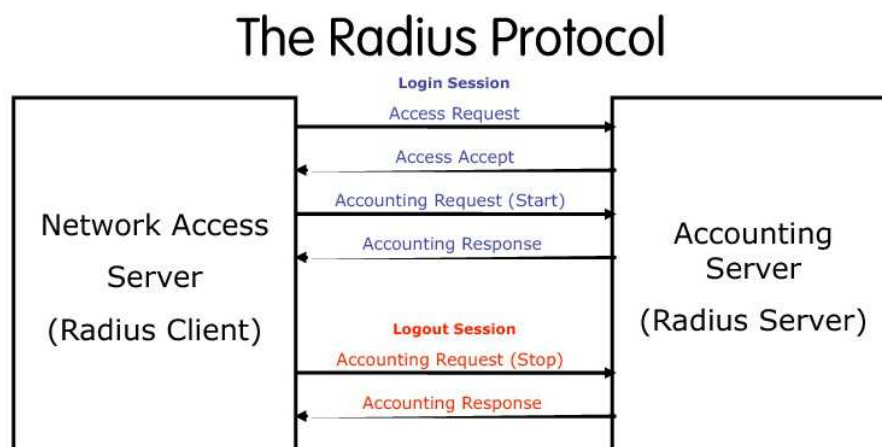 The Radius Protocol
Login Session
Access Request
Access Accept
Accounting Request (Start)
Accounting Response
Network Access
Server
(Radius Client)
Accounting
Server
(Radius Server)
Logout Session
Accounting Request (Stop)
Accounting Response